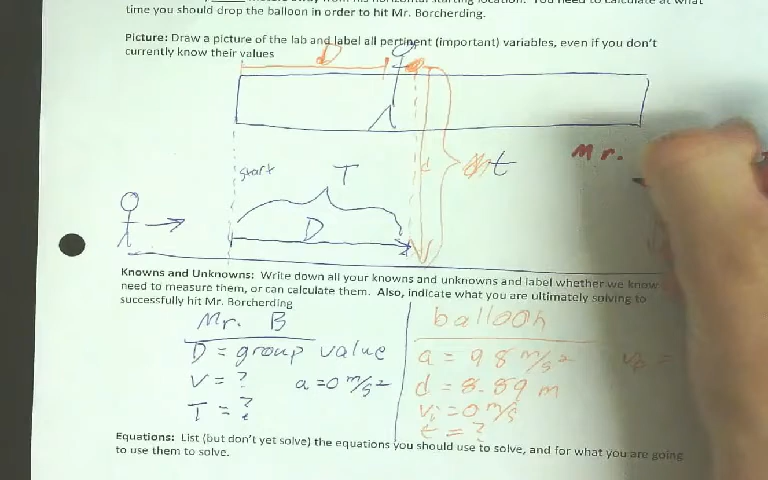 time you should drop the balloon in order to hit Mr. Borcherding.
Picture: Draw a picture of the lab and label all pertinent (important) variables, even if you don't
currently know their values
D
Mr.
start
T
d
t
D
Knowns and Unknowns: Write down all your knowns and unknowns and label whether we know
need to measure them, or can calculate them. Also, indicate what you are ultimately solving to
successfully hit Mr. Borcherding
Mr. B
balloon
D = group value
V = ?
a = 0 m/s²
T = ?
a = 9.8 m/s²
d = 8.89 m
Vi = 0 m/s
t = ?
Equations: List (but don't yet solve) the equations you should use to solve, and for what you are going
to use them to solve.